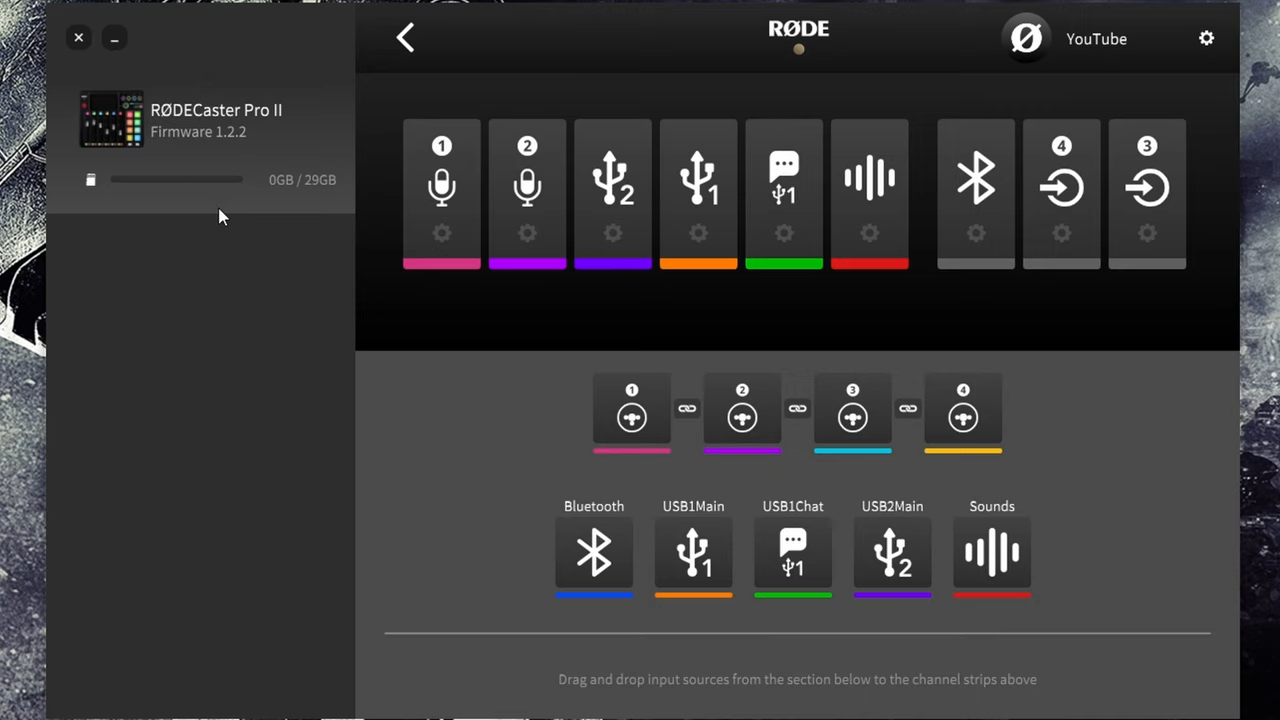 RØDE
YouTube
RØDECaster Pro II
Firmware 1.2.2
0GB / 29GB
1
2
2
1
1
4
3
1
2
3
4
Bluetooth
USB1Main
USB1Chat
USB2Main
Sounds
1
1
2
Drag and drop input sources from the section below to the channel strips above